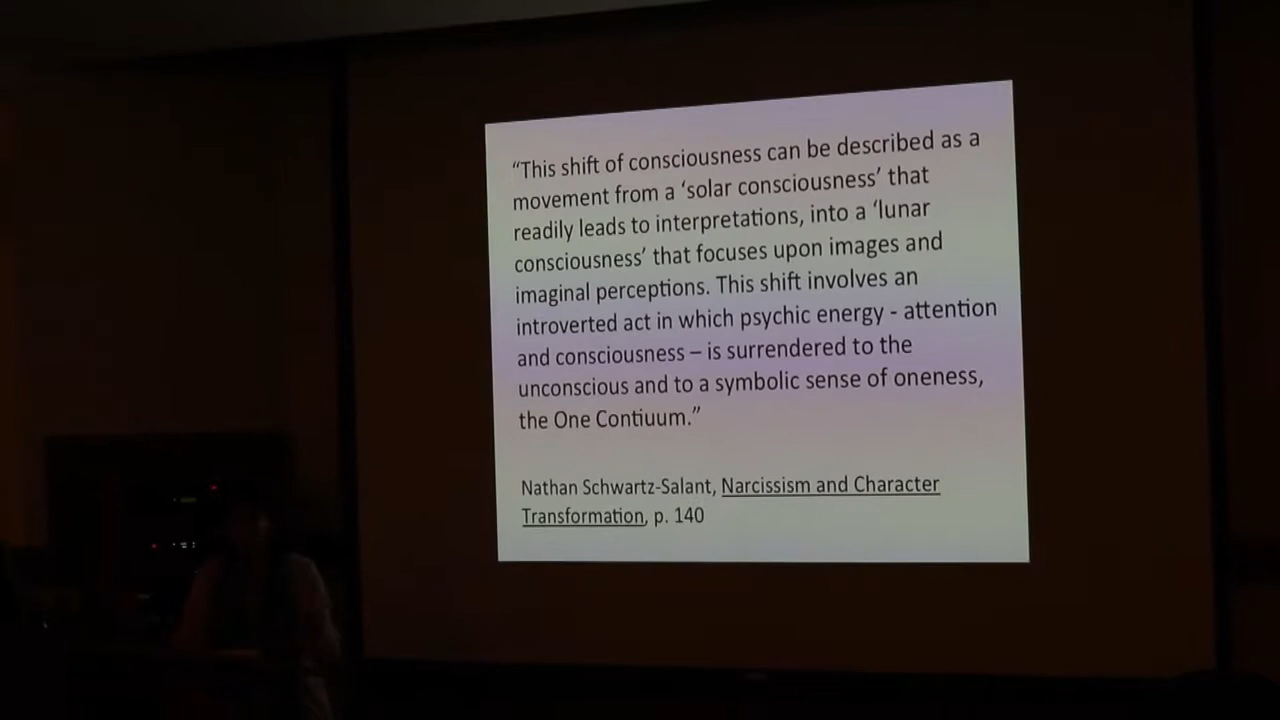 “This shift of consciousness can be described as a
movement from a ‘solar consciousness’ that
readily leads to interpretations, into a ‘lunar
consciousness’ that focuses upon images and
imaginal perceptions. This shift involves an
introverted act in which psychic energy - attention
and consciousness – is surrendered to the
unconscious and to a symbolic sense of oneness,
the One Contiuum.”
Nathan Schwartz-Salant, Narcissism and Character
Transformation, p. 140